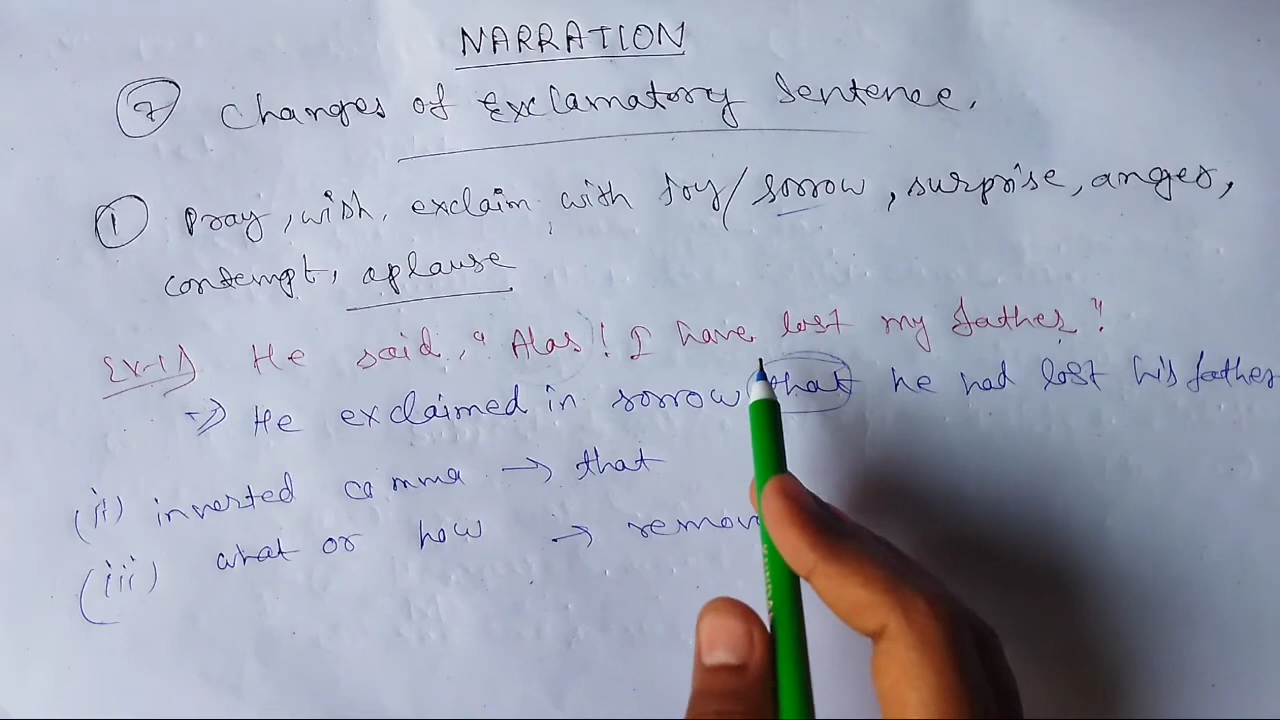 NARRATION
7 Changes of Exclamatory Sentence.
1 Pray, wish, exclaim with joy/sorrow, surprise, anger,
contempt, aplause
Ex-1) He said, "Alas! I have lost my father".
⇒ He exclaimed in sorrow that he had lost his father
(ii) inverted comma → that
(iii) what or how → remov